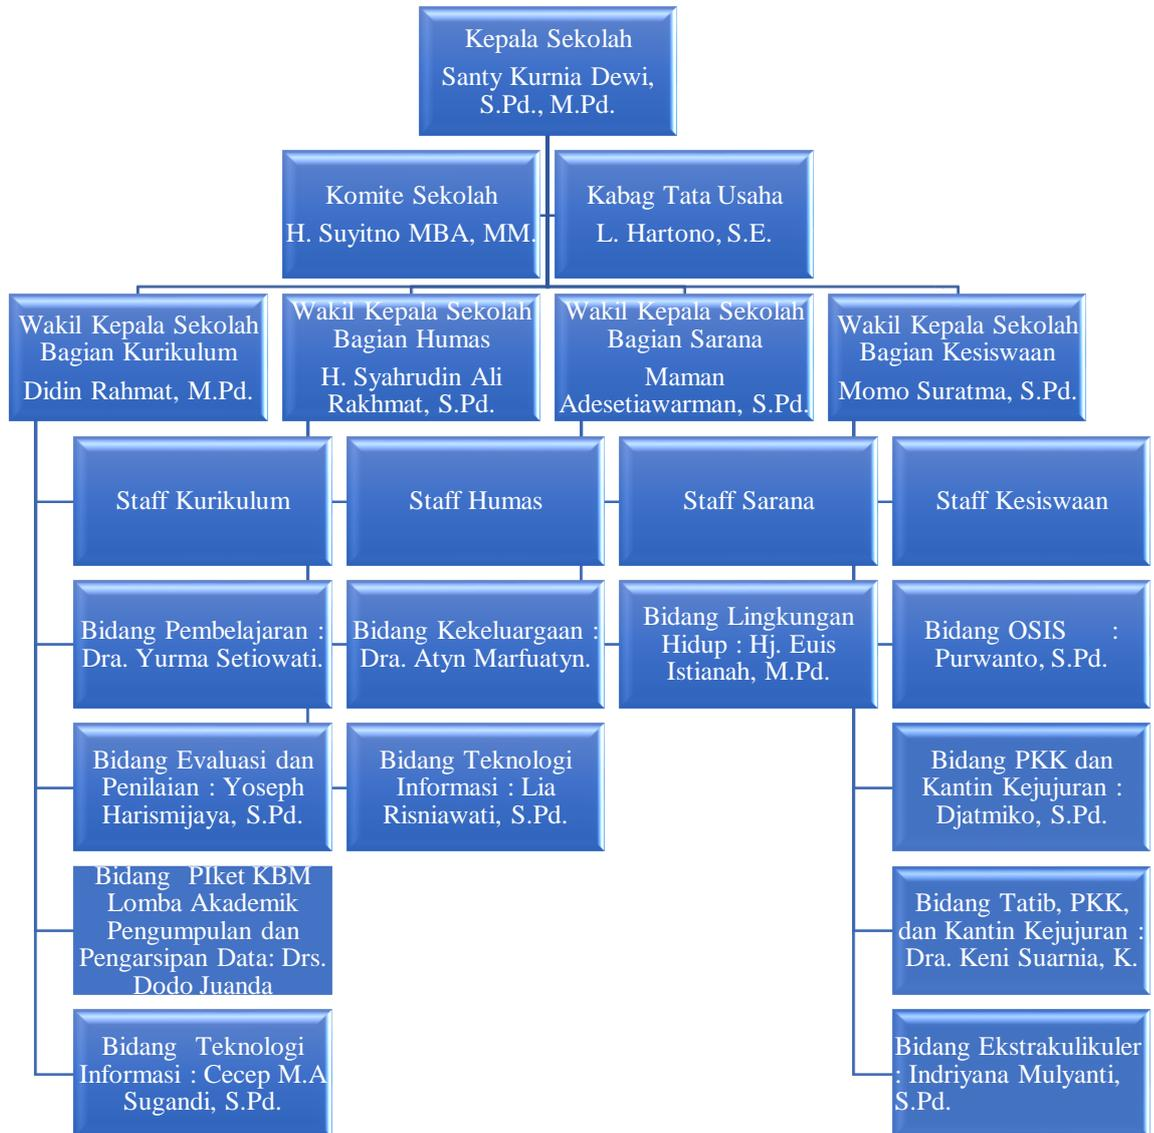 Kepala Sekolah
Santy Kurnia Dewi,
S.Pd., M.Pd.
Komite Sekolah
H. Suyitno MBA, MM.
Kabag Tata Usaha
L. Hartono, S.E.
Wakil Kepala Sekolah
Bagian Kurikulum
Didin Rahmat, M.Pd.
Wakil Kepala Sekolah
Bagian Humas
H. Syahrudin Ali
Rakhmat, S.Pd.
Wakil Kepala Sekolah
Bagian Sarana
Maman
Adesetiawarman, S.Pd.
Wakil Kepala Sekolah
Bagian Kesiswaan
Momo Suratma, S.Pd.
Staff Kurikulum
Staff Humas
Staff Sarana
Staff Kesiswaan
Bidang Pembelajaran :
Dra. Yurma Setiowati.
Bidang Kekeluargaan :
Dra. Atyn Marfuatyn.
Bidang Lingkungan
Hidup : Hj. Euis
Istianah, M.Pd.
Bidang OSIS :
Purwanto, S.Pd.
Bidang Evaluasi dan
Penilaian : Yoseph
Harismijaya, S.Pd.
Bidang Teknologi
Informasi : Lia
Risniawati, S.Pd.
Bidang PKK dan
Kantin Kejujuran :
Djatmiko, S.Pd.
Bidang PIket KBM
Lomba Akademik
Pengumpulan dan
Pengarsipan Data: Drs.
Dodo Juanda
Bidang Tatib, PKK,
dan Kantin Kejujuran :
Dra. Keni Suarnia, K.
Bidang Teknologi
Informasi : Cecep M.A
Sugandi, S.Pd.
Bidang Ekstrakulikuler
: Indriyana Mulyanti,
S.Pd.